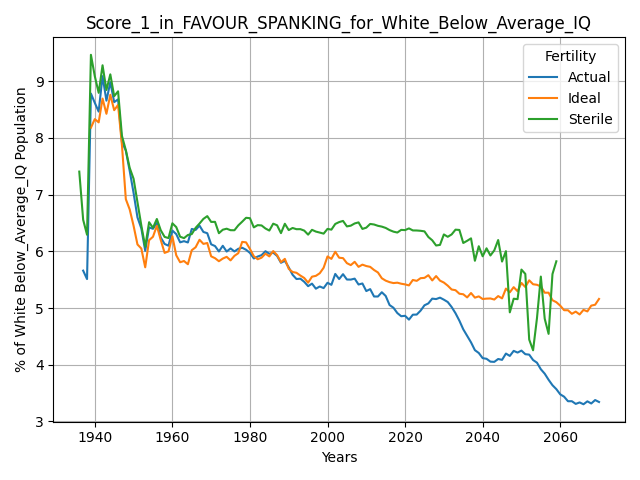 Score_1_in_FAVOUR_SPANKING_for_White_Below_Average_IQ
% of White Below_Average_IQ Population
9
8
7
6
5
4
3
Fertility
Actual
Ideal
Sterile
1940 1960 1980 2000 2020 2040 2060
Years